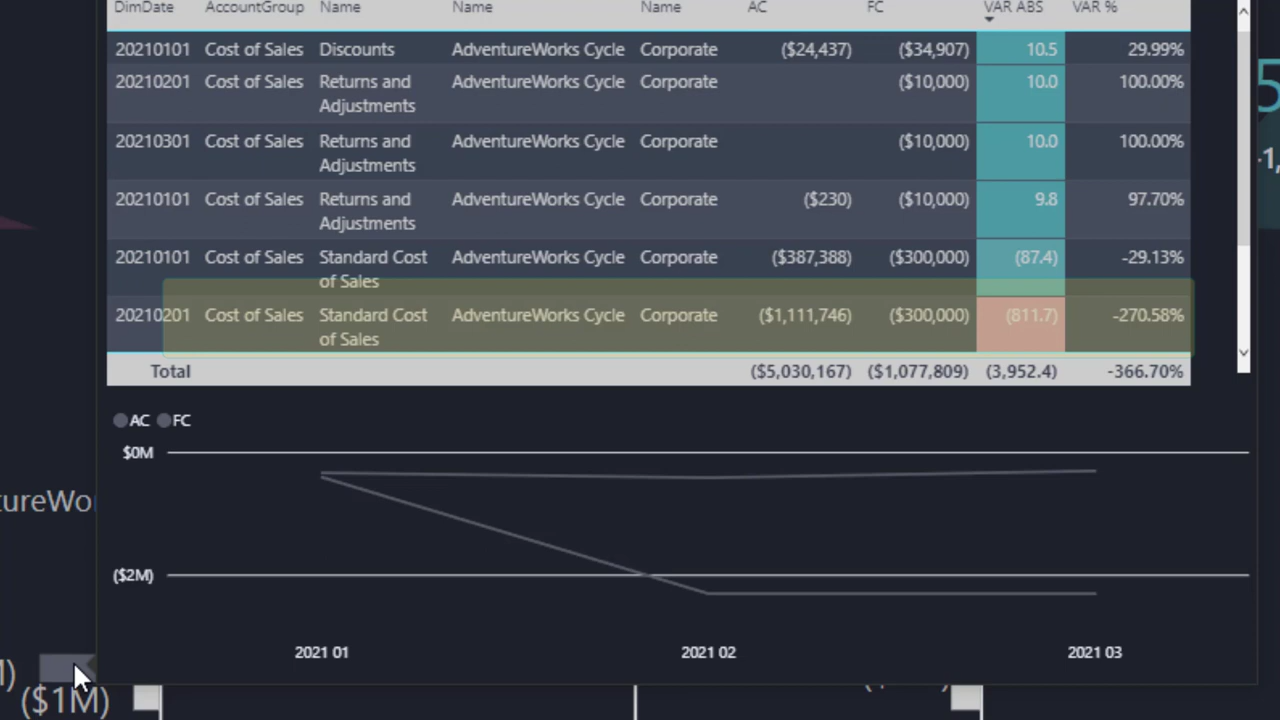 DimDate AccountGroup Name Name Name AC FC VAR ABS VAR %
20210101 Cost of Sales Discounts AdventureWorks Cycle Corporate ($24,437) ($34,907) 10.5 29.99%
20210201 Cost of Sales Returns and AdventureWorks Cycle Corporate ($10,000) 10.0 100.00%
Adjustments
20210301 Cost of Sales Returns and AdventureWorks Cycle Corporate ($10,000) 10.0 100.00%
Adjustments
20210101 Cost of Sales Returns and AdventureWorks Cycle Corporate ($230) ($10,000) 9.8 97.70%
Adjustments
20210101 Cost of Sales Standard Cost AdventureWorks Cycle Corporate ($387,388) ($300,000) (87.4) -29.13%
of Sales
20210201 Cost of Sales Standard Cost AdventureWorks Cycle Corporate ($1,111,746) ($300,000) (811.7) -270.58%
of Sales
Total ($5,030,167) ($1,077,809) (3,952.4) -366.70%
AC FC
$0M
($2M)
2021 01 2021 02 2021 03
($1M)